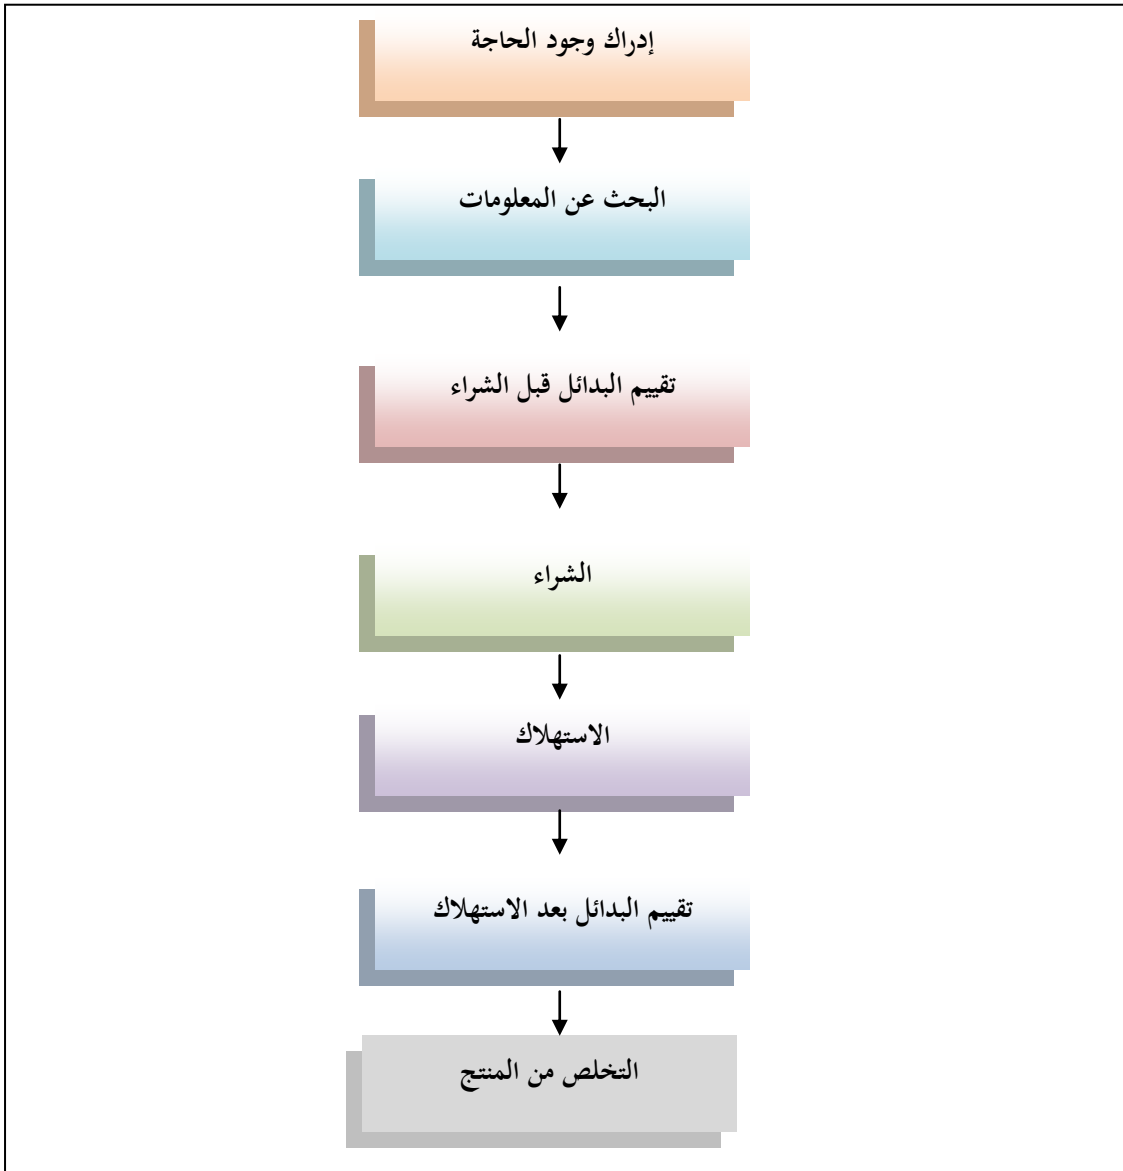 إدراك وجود الحاجة
البحث عن المعلومات
تقييم البدائل قبل الشراء
الشراء
الاستهلاك
تقييم البدائل بعد الاستهلاك
التخلص من المنتج